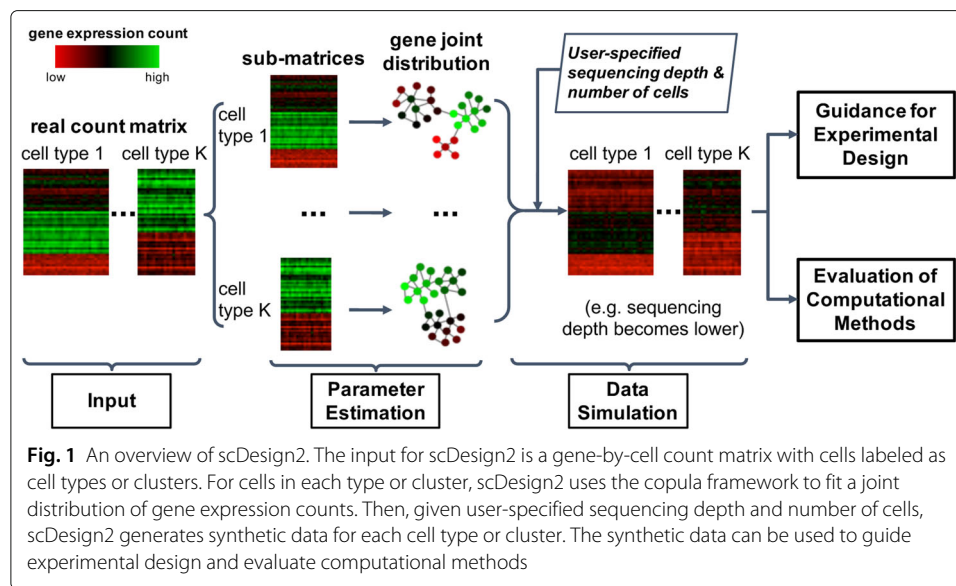 gene expression count
low
high
real count matrix
cell type 1
cell type K
...
sub-matrices
cell
type 1
...
cell
type K
gene joint
distribution
...
User-specified
sequencing depth &
number of cells
cell type 1
cell type K
...
(e.g. sequencing
depth becomes lower)
Guidance for
Experimental
Design
Evaluation of
Computational
Methods
Input
Parameter
Estimation
Data
Simulation
Fig. 1 An overview of scDesign2. The input for scDesign2 is a gene-by-cell count matrix with cells labeled as
cell types or clusters. For cells in each type or cluster, scDesign2 uses the copula framework to fit a joint
distribution of gene expression counts. Then, given user-specified sequencing depth and number of cells,
scDesign2 generates synthetic data for each cell type or cluster. The synthetic data can be used to guide
experimental design and evaluate computational methods